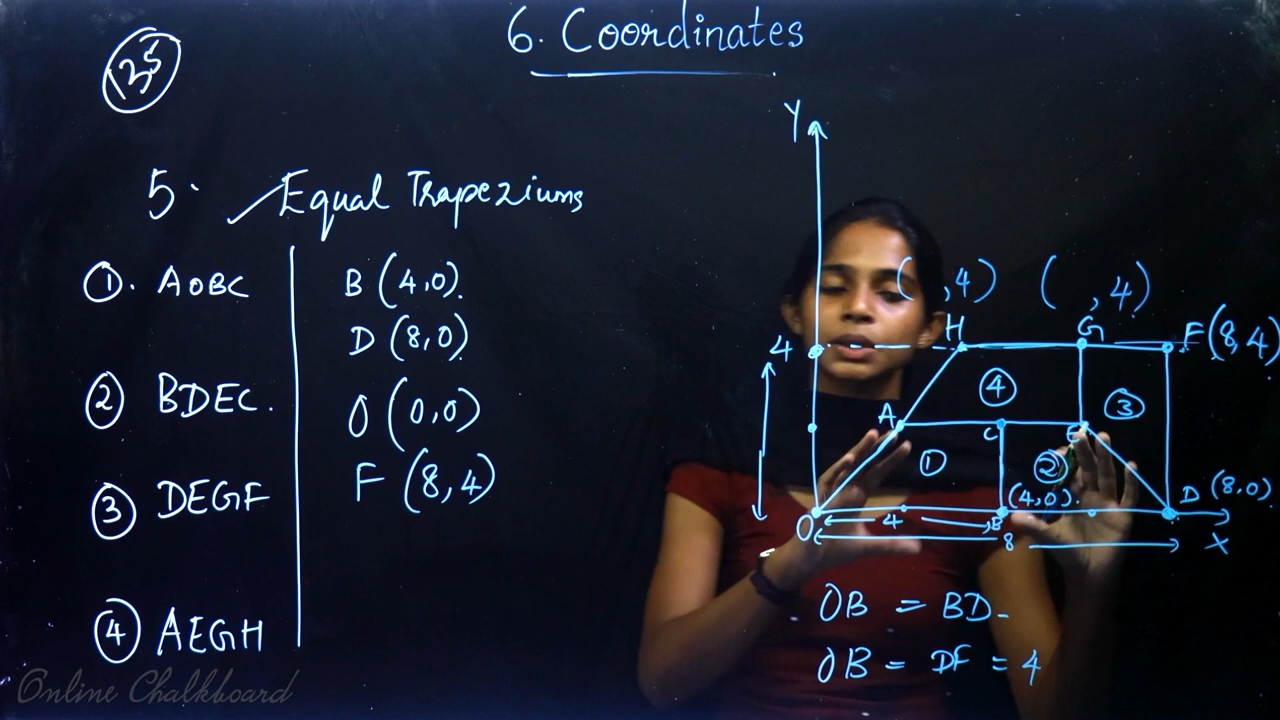 6. Coordinates
35
5. Equal Trapeziums
① . AOBC
② BDEC .
③ DEGF
④ AEGH
B (4,0).
D (8,0)
O (0,0)
F (8,4)
Y
( ,4) ( ,4)
4 H G F (8,4)
④ ③
A C E
① ②
(4,0). D (8,0)
O 4 B X
8
OB = BD
OB = DF = 4
Online Chalkboard